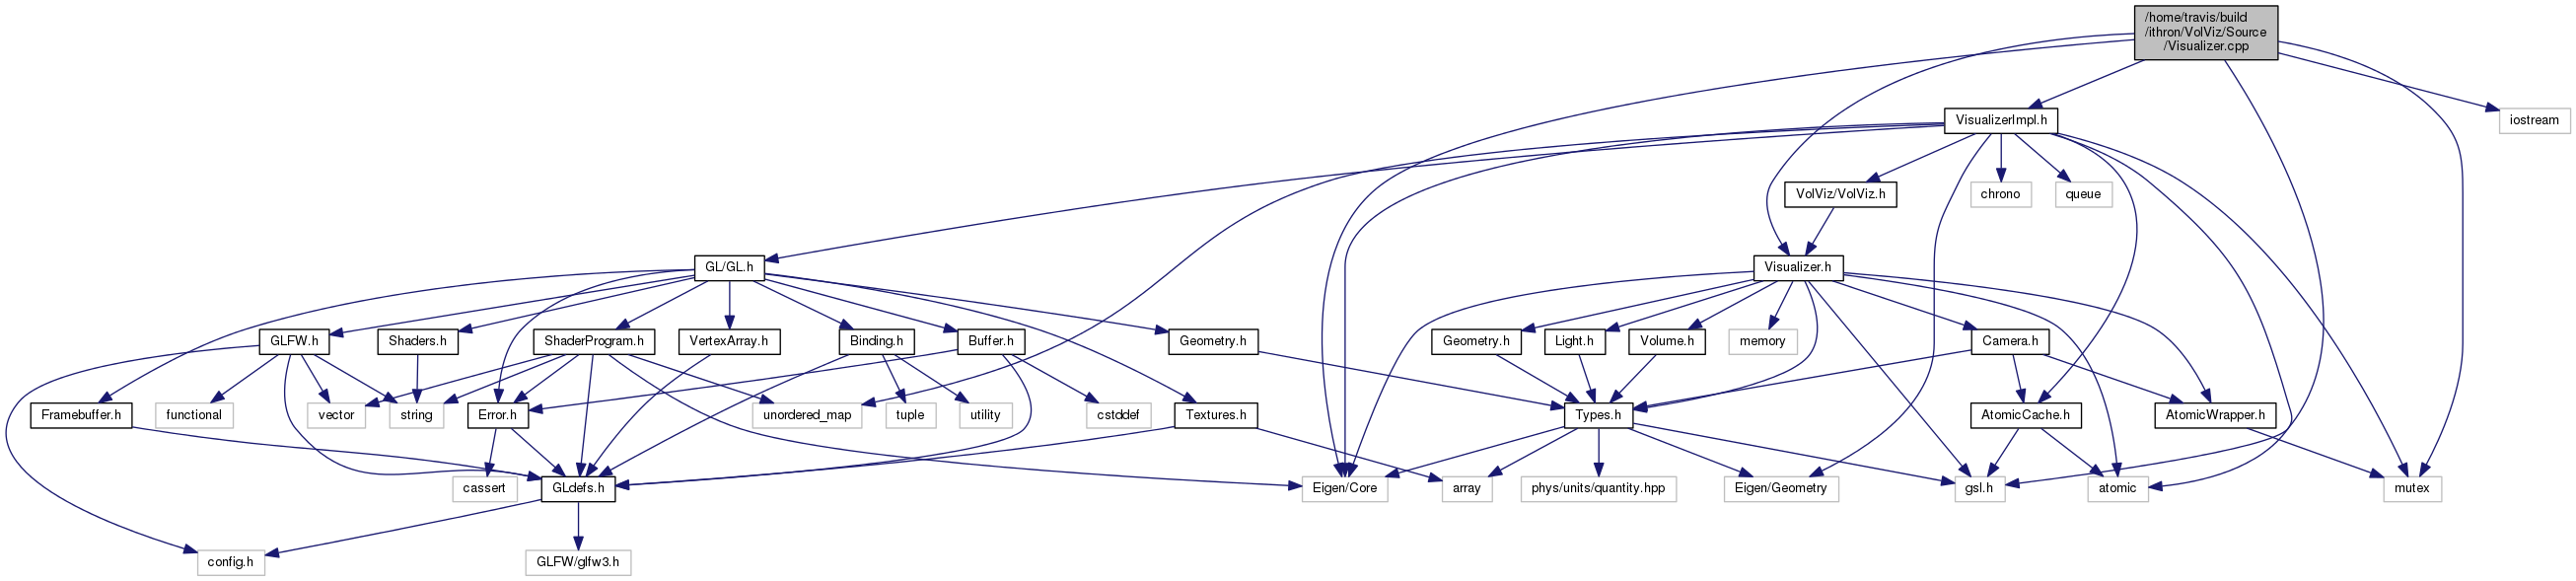 /home/travis/build
/ithron/VolViz/Source
/Visualizer.cpp
VisualizerImpl.h
iostream
VolViz/VolViz.h
chrono
queue
GL/GL.h
Visualizer.h
GLFW.h
Shaders.h
ShaderProgram.h
VertexArray.h
Binding.h
Buffer.h
Geometry.h
Geometry.h
Light.h
Volume.h
memory
Camera.h
Framebuffer.h
functional
vector
string
Error.h
unordered_map
tuple
utility
cstddef
Textures.h
Types.h
AtomicCache.h
AtomicWrapper.h
cassert
GLdefs.h
Eigen/Core
array
phys/units/quantity.hpp
Eigen/Geometry
gsl.h
atomic
mutex
config.h
GLFW/glfw3.h